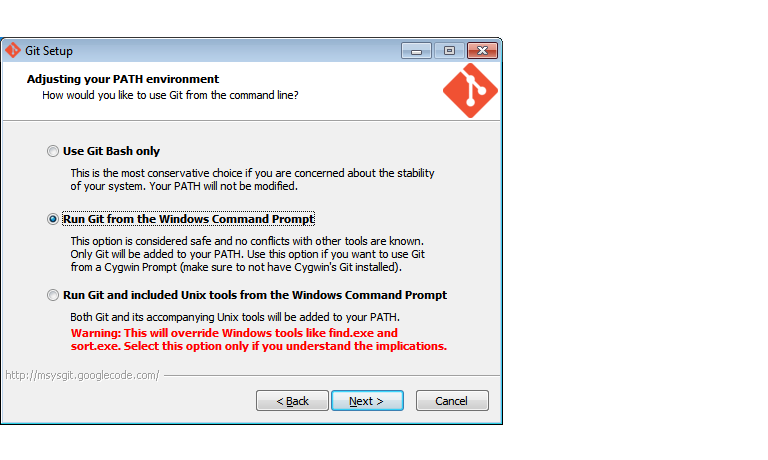 Git Setup
Adjusting your PATH environment
How would you like to use Git from the command line?
Use Git Bash only
This is the most conservative choice if you are concerned about the stability
of your system. Your PATH will not be modified.
Run Git from the Windows Command Prompt
This option is considered safe and no conflicts with other tools are known.
Only Git will be added to your PATH. Use this option if you want to use Git
from a Cygwin Prompt (make sure to not have Cygwin's Git installed).
Run Git and included Unix tools from the Windows Command Prompt
Both Git and its accompanying Unix tools will be added to your PATH.
Warning: This will override Windows tools like find.exe and
sort.exe. Select this option only if you understand the implications.
http://msysgit.googlecode.com/
< Back Next > Cancel